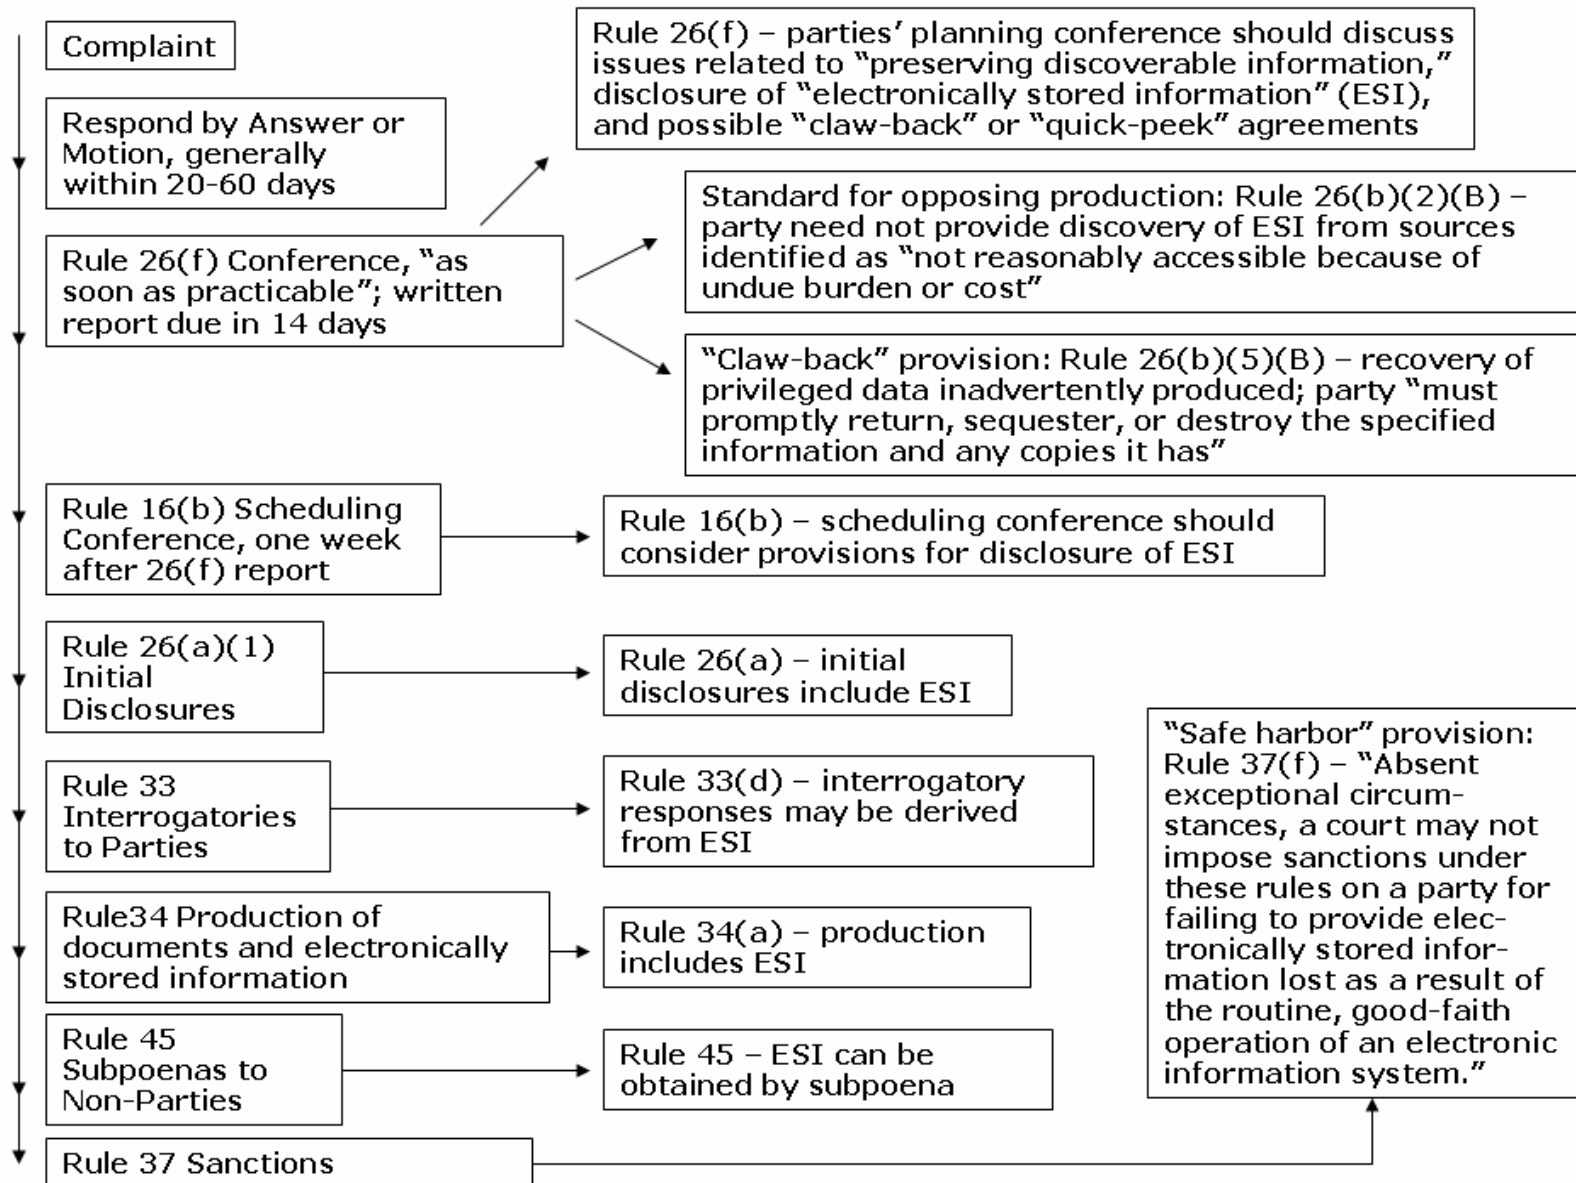 Complaint
Respond by Answer or
Motion, generally
within 20-60 days
Rule 26(f) Conference, “as
soon as practicable”; written
report due in 14 days
Rule 26(f) – parties’ planning conference should discuss
issues related to “preserving discoverable information,”
disclosure of “electronically stored information” (ESI),
and possible “claw-back” or “quick-peek” agreements
Standard for opposing production: Rule 26(b)(2)(B) –
party need not provide discovery of ESI from sources
identified as “not reasonably accessible because of
undue burden or cost”
“Claw-back” provision: Rule 26(b)(5)(B) – recovery of
privileged data inadvertently produced; party “must
promptly return, sequester, or destroy the specified
information and any copies it has”
Rule 16(b) Scheduling
Conference, one week
after 26(f) report
Rule 16(b) – scheduling conference should
consider provisions for disclosure of ESI
Rule 26(a)(1)
Initial
Disclosures
Rule 26(a) – initial
disclosures include ESI
Rule 33
Interrogatories
to Parties
Rule 33(d) – interrogatory
responses may be derived
from ESI
Rule34 Production of
documents and electronically
stored information
Rule 34(a) – production
includes ESI
Rule 45
Subpoenas to
Non-Parties
Rule 45 – ESI can be
obtained by subpoena
Rule 37 Sanctions
“Safe harbor” provision:
Rule 37(f) – “Absent
exceptional circum-
stances, a court may not
impose sanctions under
these rules on a party for
failing to provide elec-
tronically stored infor-
mation lost as a result of
the routine, good-faith
operation of an electronic
information system.”